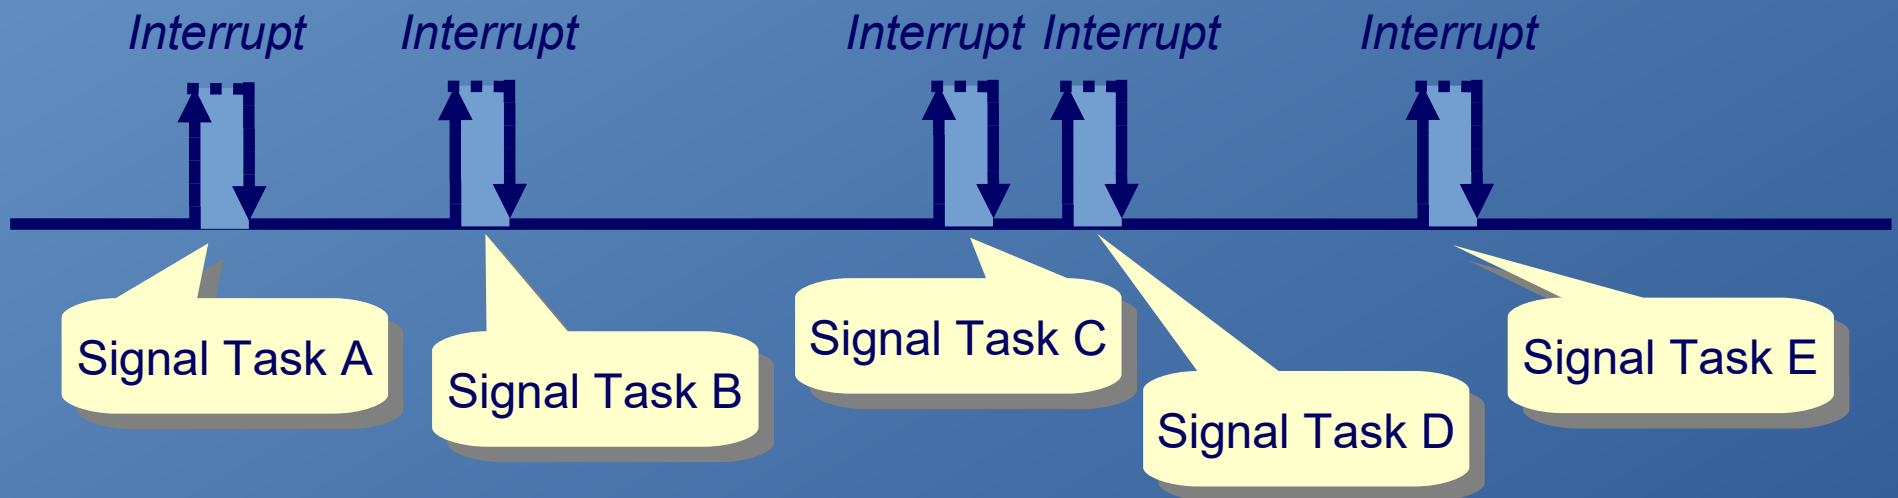 Interrupt Interrupt Interrupt Interrupt Interrupt
Signal Task A
Signal Task B
Signal Task C
Signal Task D
Signal Task E